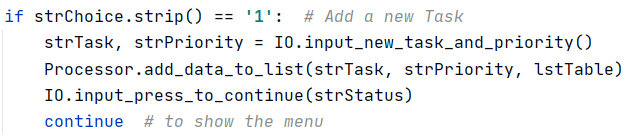 if strChoice.strip() == '1':  # Add a new Task
    strTask, strPriority = IO.input_new_task_and_priority()
    Processor.add_data_to_list(strTask, strPriority, lstTable)
    IO.input_press_to_continue(strStatus)
    continue  # to show the menu